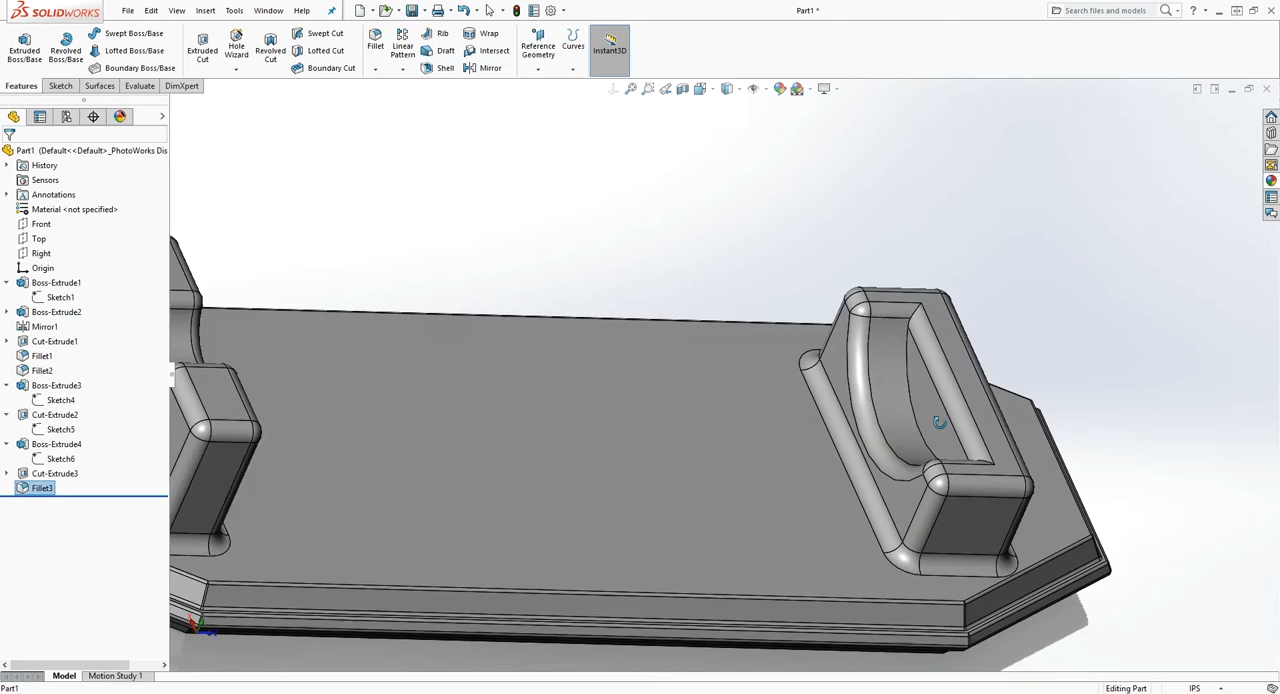 SOLIDWORKS
File Edit View Insert Tools Window Help
Part1 *
Search files and models
?
Extruded Boss/Base
Revolved Boss/Base
Swept Boss/Base
Lofted Boss/Base
Boundary Boss/Base
Extruded Cut
Hole Wizard
Revolved Cut
Swept Cut
Lofted Cut
Boundary Cut
Fillet
Linear Pattern
Rib
Draft
Shell
Wrap
Intersect
Mirror
Reference Geometry
Curves
Instant3D
Features Sketch Surfaces Evaluate DimXpert
Part1 (Default<<Default>_PhotoWorks Dis
History
Sensors
Annotations
Material <not specified>
Front
Top
Right
Origin
Boss-Extrude1
Sketch1
Boss-Extrude2
Mirror1
Cut-Extrude1
Fillet1
Fillet2
Boss-Extrude3
Sketch4
Cut-Extrude2
Sketch5
Boss-Extrude4
Sketch6
Cut-Extrude3
Fillet3
Model Motion Study 1
Part1
Editing Part
IPS